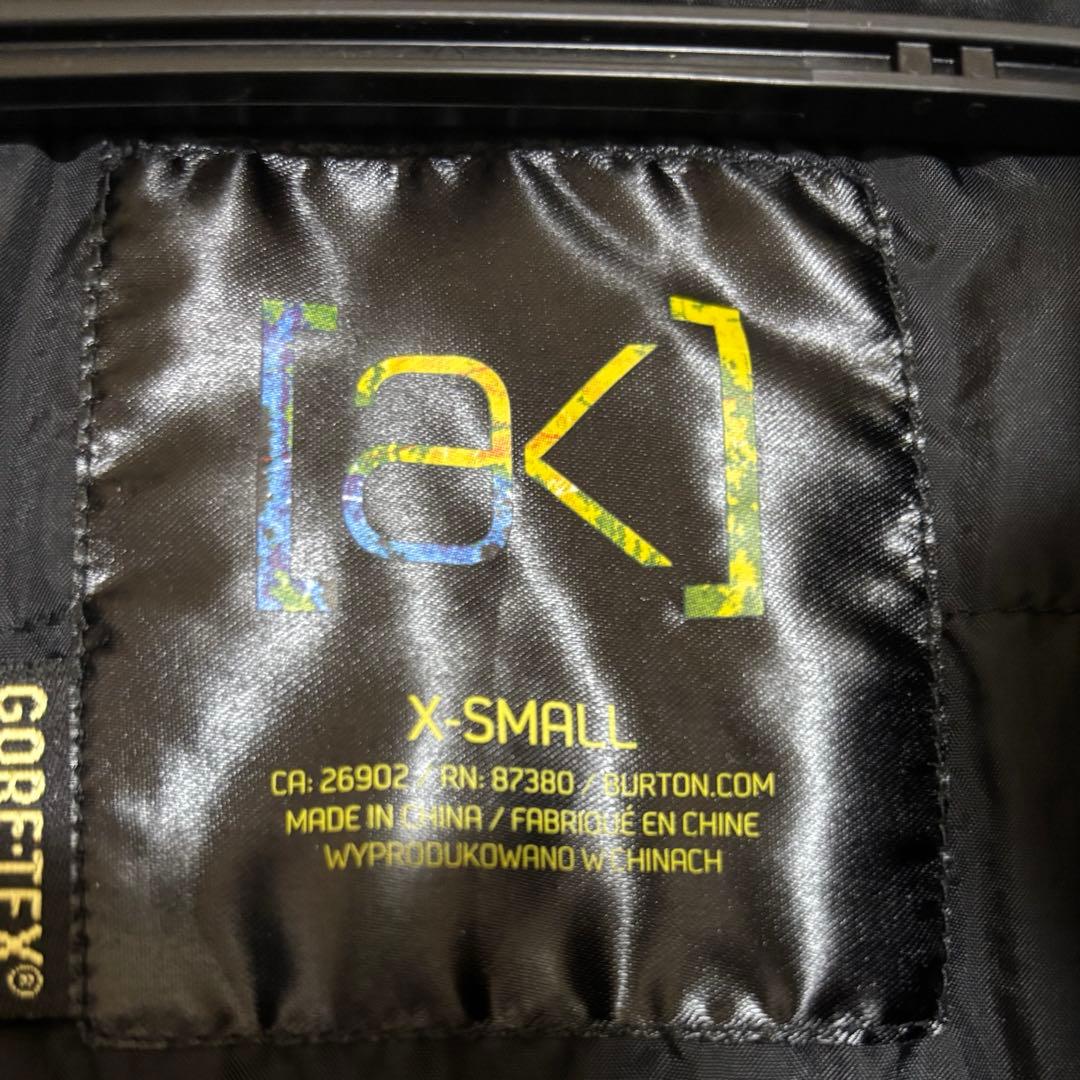 [ak]
X-SMALL
CA: 26902 / RN: 87380 / BURTON.COM
MADE IN CHINA / FABRIQUÉ EN CHINE
WYPRODUKOWANO W CHINACH
GORE-TEX®